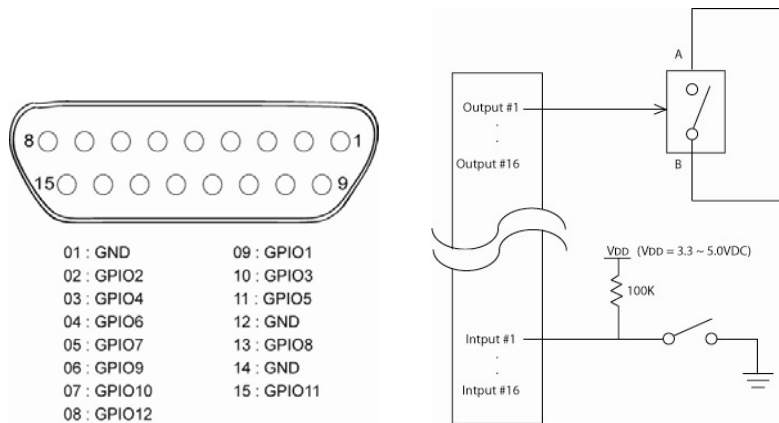 8
1
15
9
01 : GND
02 : GPIO2
03 : GPIO4
04 : GPIO6
05 : GPIO7
06 : GPIO9
07 : GPIO10
08 : GPIO12
09 : GPIO1
10 : GPIO3
11 : GPIO5
12 : GND
13 : GPIO8
14 : GND
15 : GPIO11
A
Output #1
.
.
Output #16
B
VDD (VDD = 3.3 ~ 5.0VDC)
100K
Intput #1
.
.
Intput #16